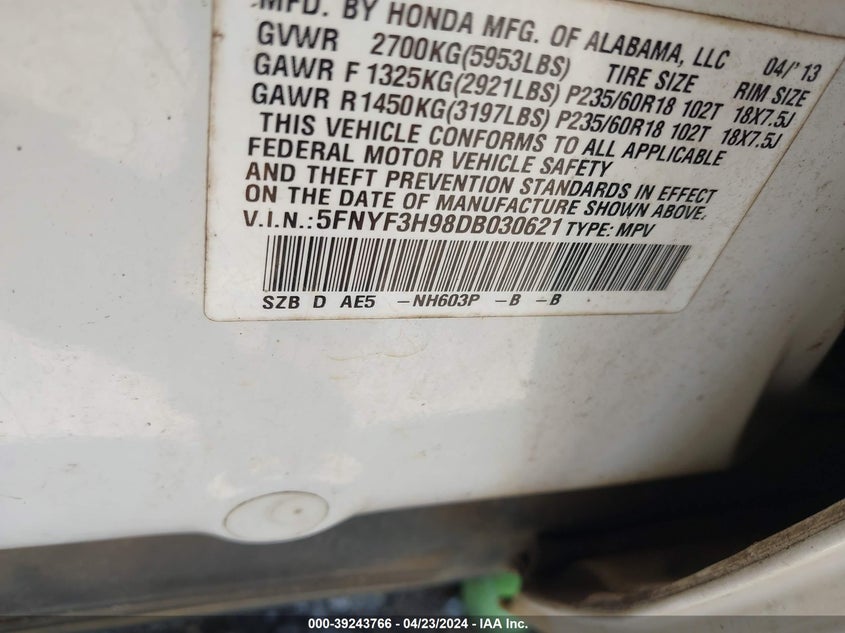 MFD. BY HONDA MFG. OF ALABAMA, LLC 04/'13
GVWR 2700KG(5953LBS) TIRE SIZE RIM SIZE
GAWR F 1325KG(2921LBS) P235/60R18 102T 18X7.5J
GAWR R 1450KG(3197LBS) P235/60R18 102T 18X7.5J
THIS VEHICLE CONFORMS TO ALL APPLICABLE
FEDERAL MOTOR VEHICLE SAFETY
AND THEFT PREVENTION STANDARDS IN EFFECT
ON THE DATE OF MANUFACTURE SHOWN ABOVE.
V.I.N.:5FNYF3H98DB030621 TYPE: MPV
SZB D AE5 -NH603P -B -B
000-39243766 - 04/23/2024 - IAA Inc.